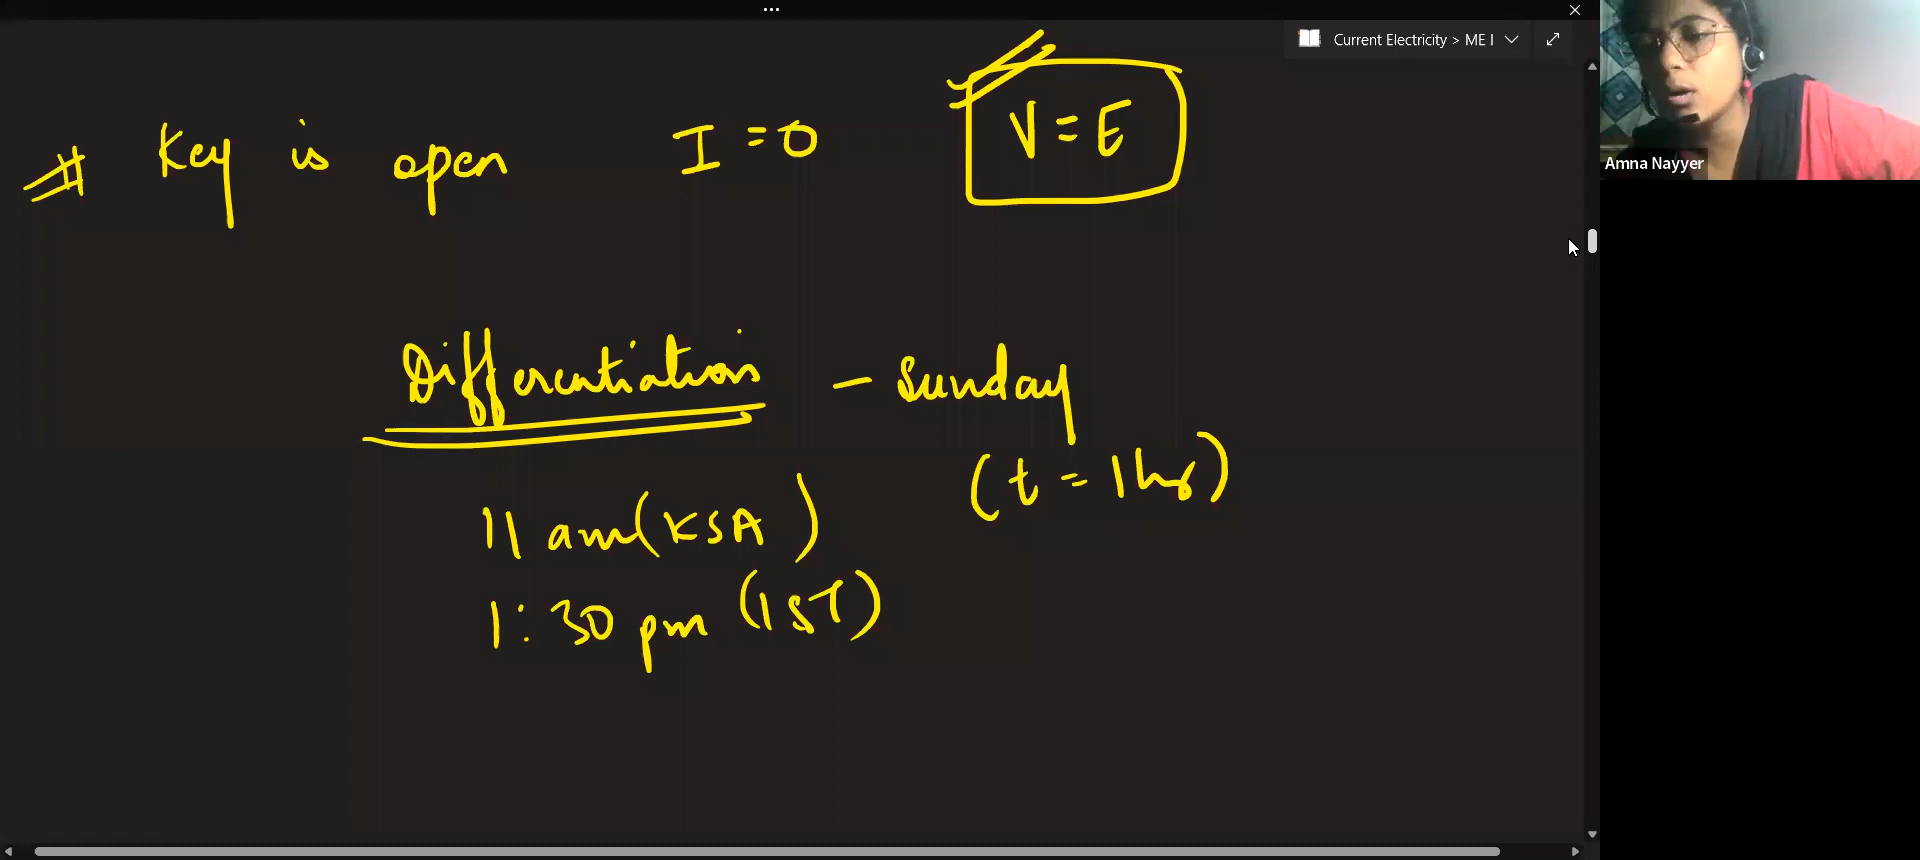 Current Electricity > ME I
# Key is open I = 0 V = E
Amna Nayyer
Differentiation - Sunday
(t = 1hr)
11 am (KSA)
1:30 pm (IST)